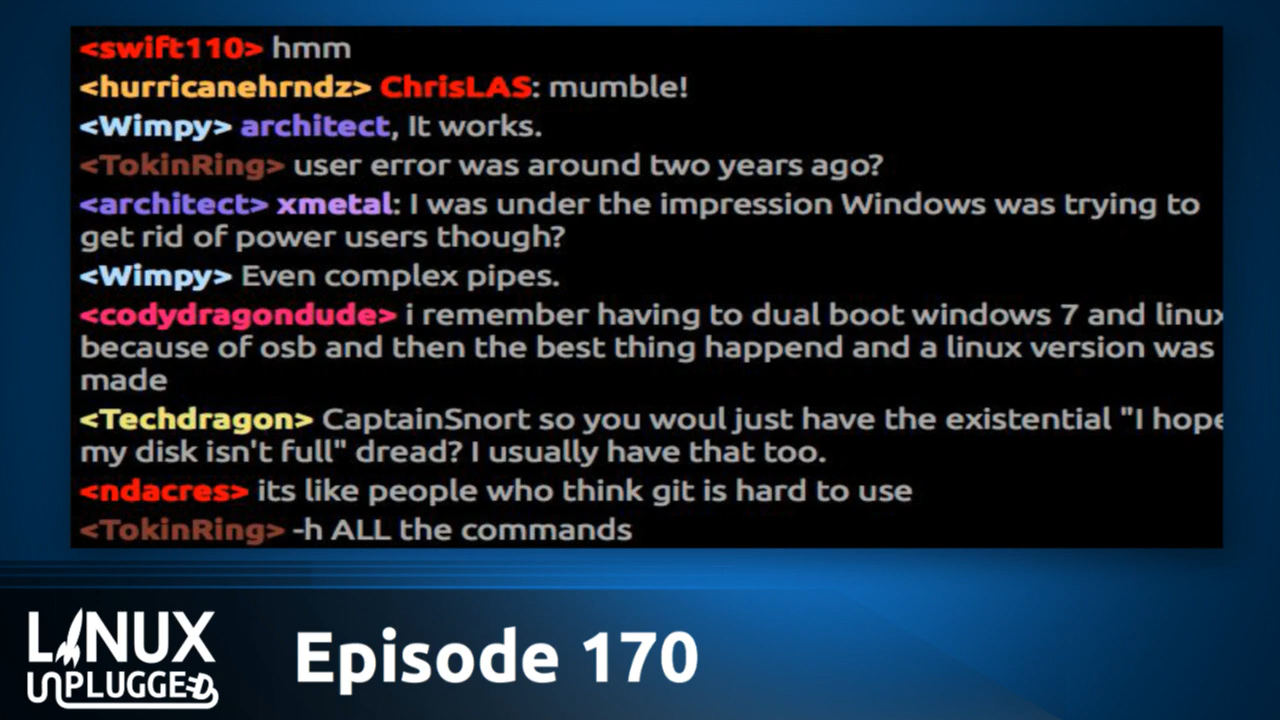 <swift110> hmm
<hurricanehrndz> ChrisLAS: mumble!
<Wimpy> architect, It works.
<TokinRing> user error was around two years ago?
<architect> xmetal: I was under the impression Windows was trying to
get rid of power users though?
<Wimpy> Even complex pipes.
<codydragondude> i remember having to dual boot windows 7 and linux
because of osb and then the best thing happend and a linux version was
made
<Techdragon> CaptainSnort so you woul just have the existential "I hope
my disk isn't full" dread? I usually have that too.
<ndacres> its like people who think git is hard to use
<TokinRing> -h ALL the commands
LINUX
UNPLUGGED
Episode 170